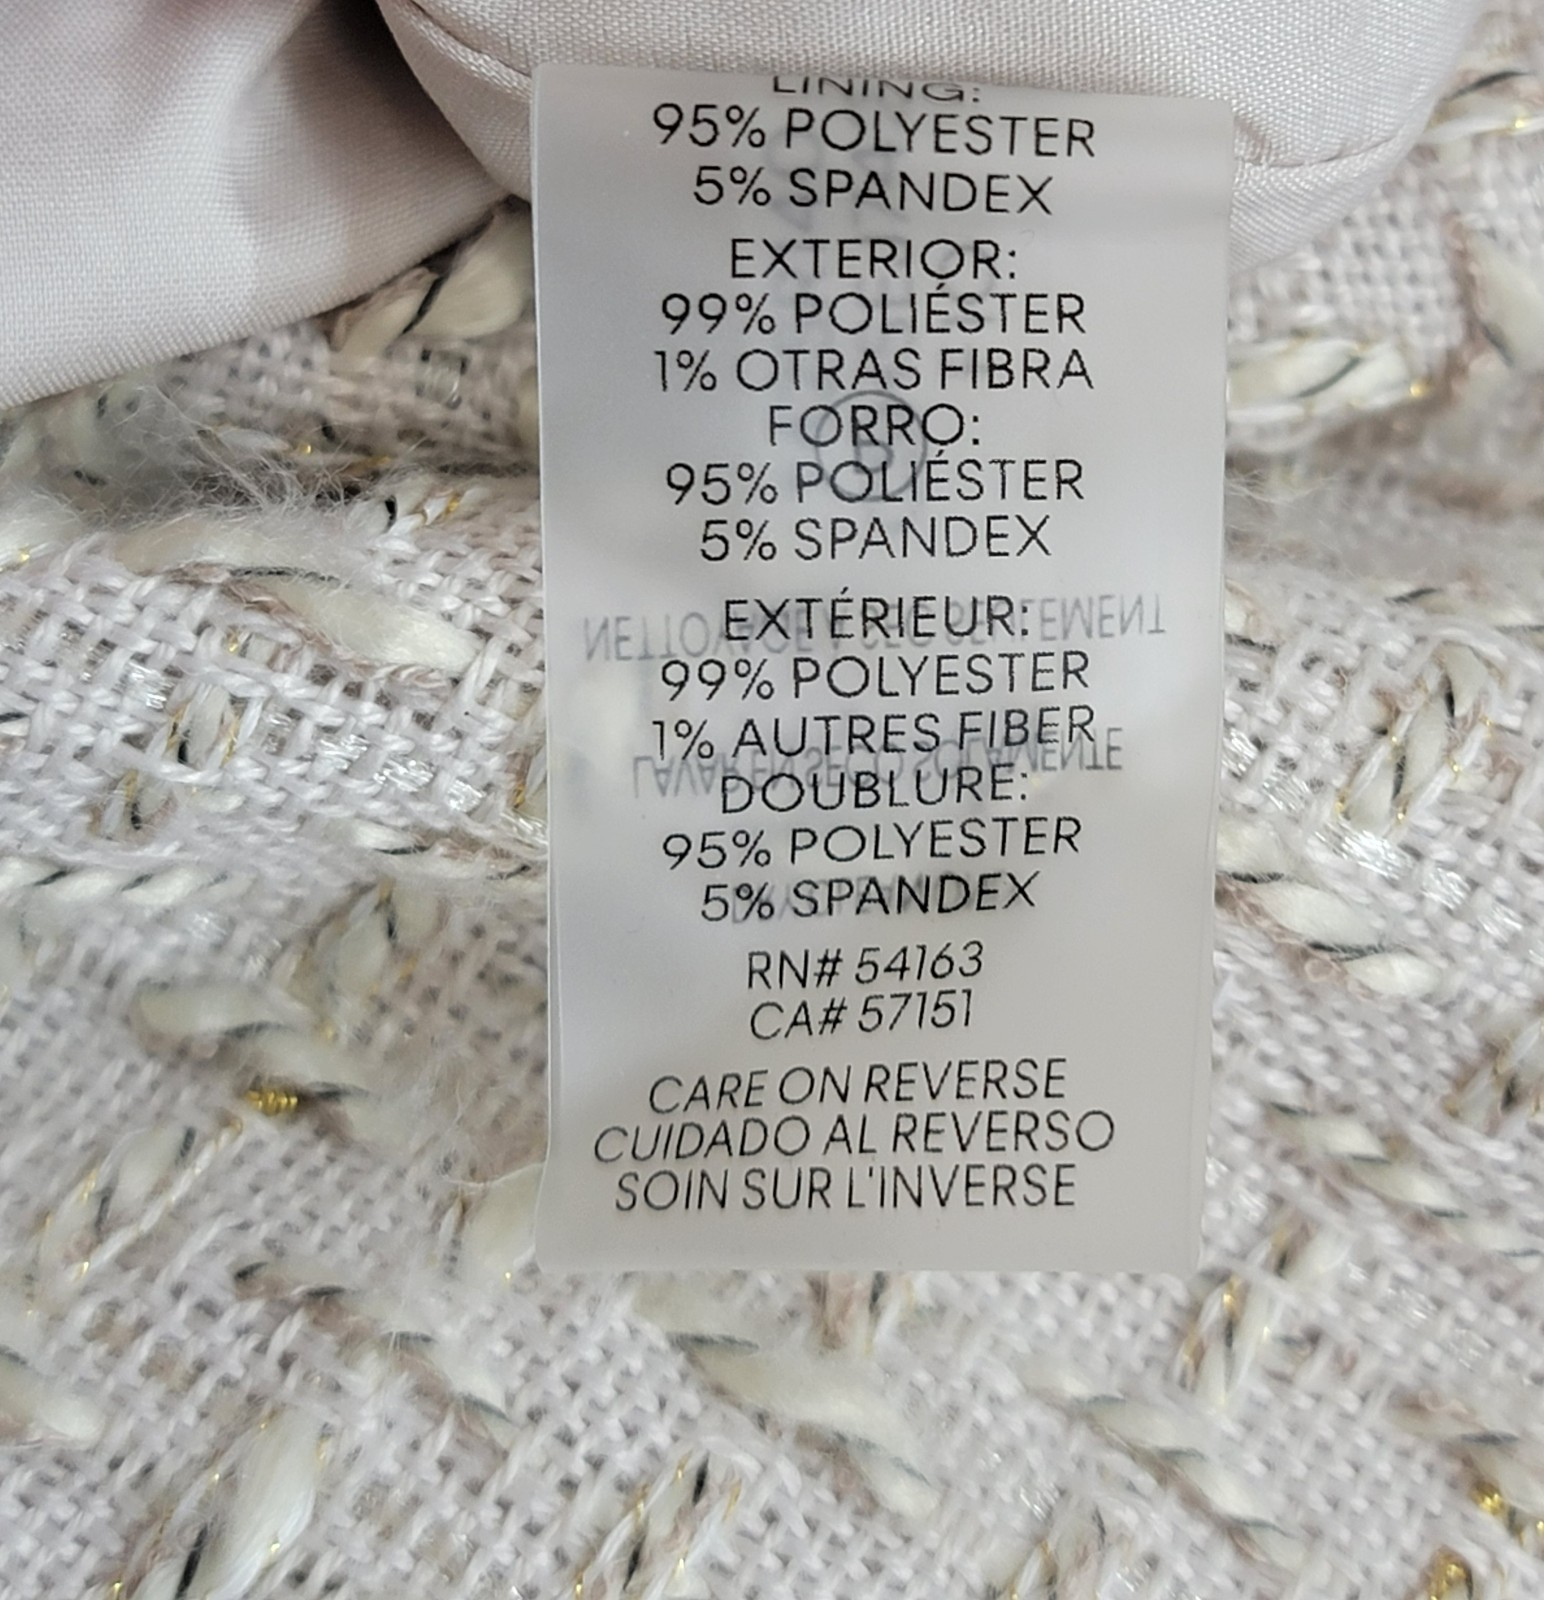 LINING:
95% POLYESTER
5% SPANDEX
EXTERIOR:
99% POLIÉSTER
1% OTRAS FIBRA
FORRO:
95% POLIÉSTER
5% SPANDEX
EXTÉRIEUR:
99% POLYESTER
1% AUTRES FIBER
DOUBLURE:
95% POLYESTER
5% SPANDEX
RN# 54163
CA# 57151
CARE ON REVERSE
CUIDADO AL REVERSO
SOIN SUR L'INVERSE